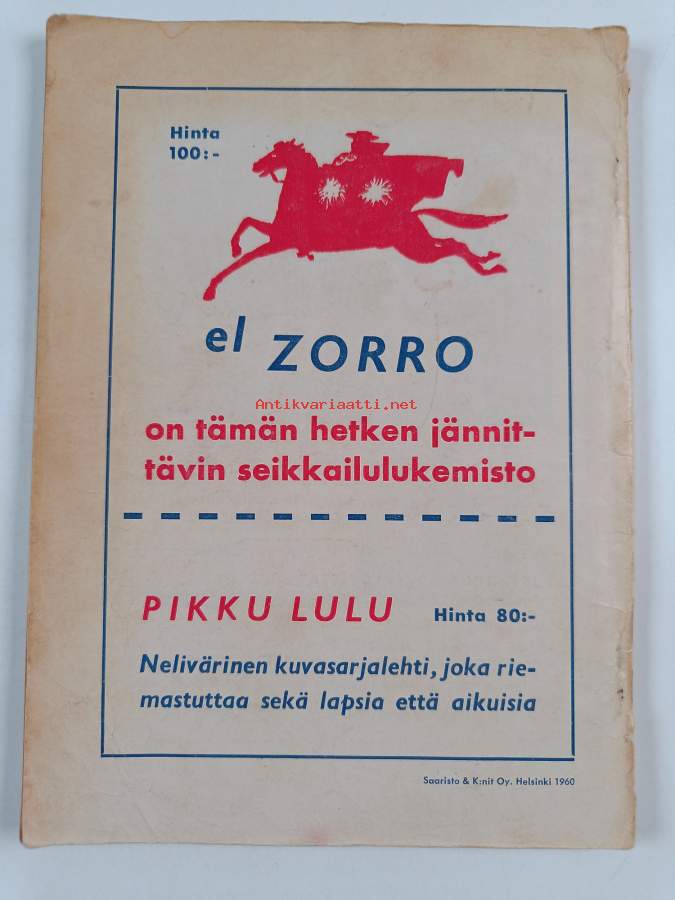 Hinta
100:-
el ZORRO
Antikvariaatti.net
on tämän hetken jännit-
tävin seikkailulukemisto
PIKKU LULU Hinta 80:-
Nelivärinen kuvasarjalehti, joka rie-
mastuttaa sekä lapsia että aikuisia
Saaristo & K:nit Oy. Helsinki 1960